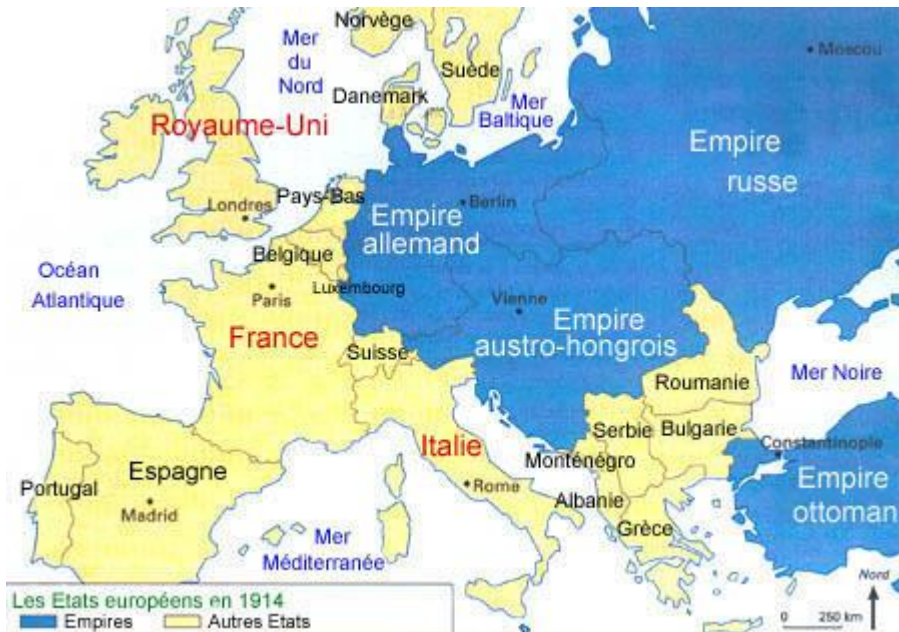 Norvège
Mer
du
Nord
Suéde
Moscou
Danemark
Mer
Baltique
Royaume-Uni
Empire
russe
Pays-Bas
Londres
Berlin
Empire
allemand
Belgique
Océan
Atlantique
Paris
Luxembourg
Vienne
France
Empire
austro-hongrois
Suisse
Mer Noire
Roumanie
Serbie
Bulgarie
Italie
Constantinople
Monténégro
Espagne
Portugal
Madrid
Rome
Albanie
Empire
ottoman
Grèce
Mer
Méditerranée
Les Etats européens en 1914
Empires
Autres Etats
Nord
0 250 km